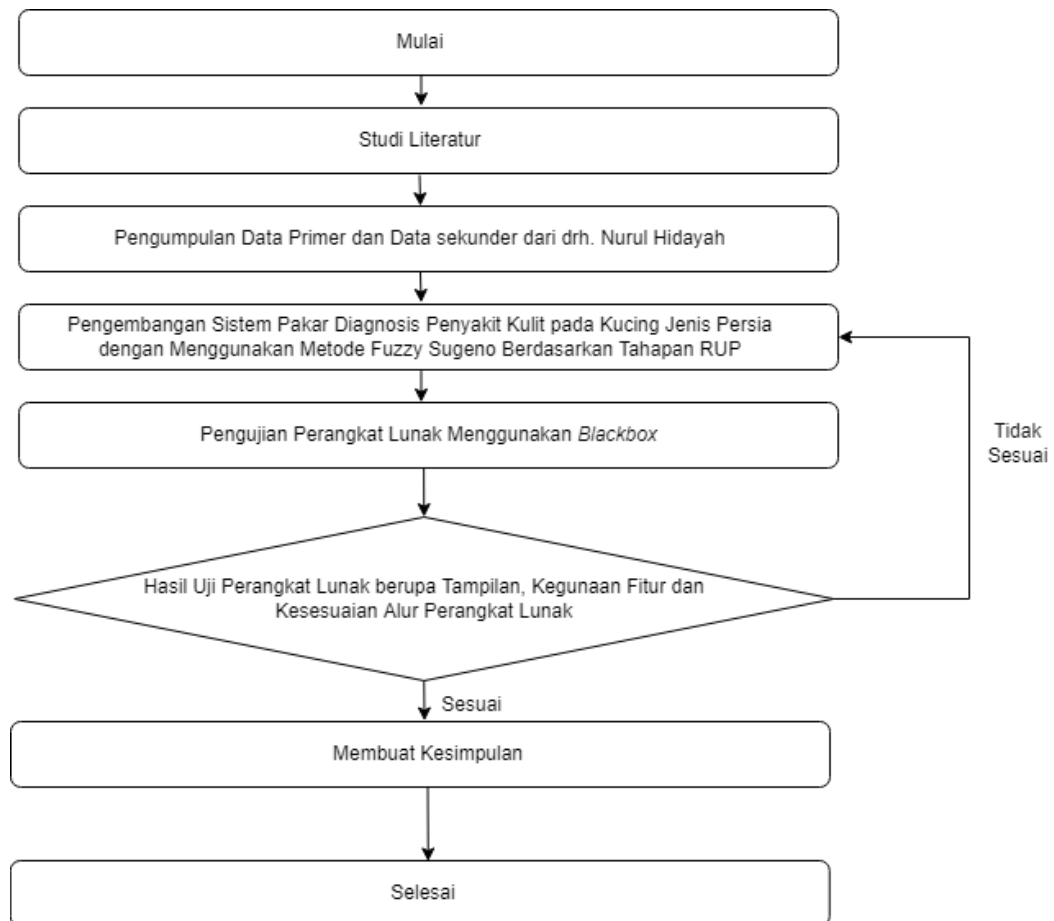 Mulai
Studi Literatur
Pengumpulan Data Primer dan Data sekunder dari drh. Nurul Hidayah
Pengembangan Sistem Pakar Diagnosis Penyakit Kulit pada Kucing Jenis Persia
dengan Menggunakan Metode Fuzzy Sugeno Berdasarkan Tahapan RUP
Pengujian Perangkat Lunak Menggunakan Blackbox
Tidak
Sesuai
Hasil Uji Perangkat Lunak berupa Tampilan, Kegunaan Fitur dan
Kesesuaian Alur Perangkat Lunak
Sesuai
Membuat Kesimpulan
Selesai